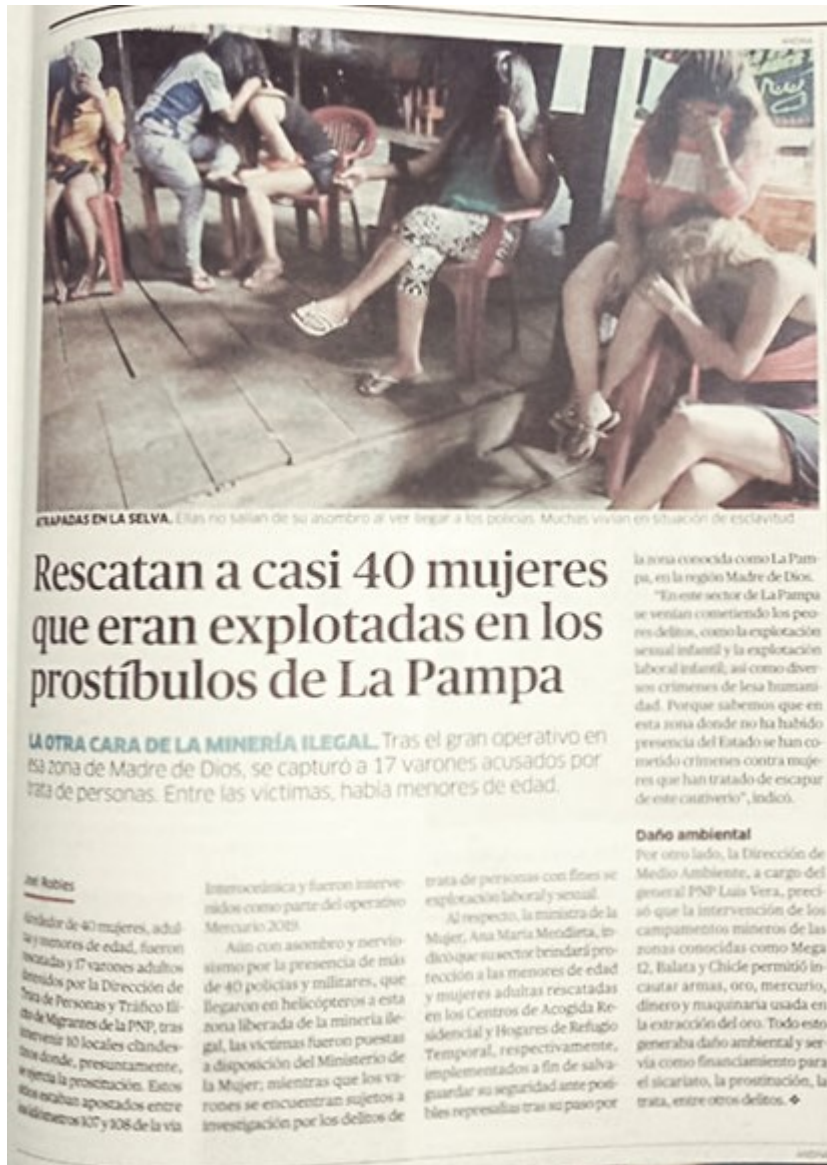 ANDINA
ATRAPADAS EN LA SELVA. Ellas no salían de su asombro al ver llegar a los policías. Muchas vivían en situación de esclavitud
Rescatan a casi 40 mujeres
que eran explotadas en los
prostíbulos de La Pampa
LA OTRA CARA DE LA MINERÍA ILEGAL. Tras el gran operativo en
esa zona de Madre de Dios, se capturó a 17 varones acusados por
trata de personas. Entre las víctimas, había menores de edad.
Joel Robles
Alrededor de 40 mujeres, adul-
tas y menores de edad, fueron
rescatadas y 17 varones adultos
detenidos por la Dirección de
Trata de Personas y Tráfico Ilí-
cito de Migrantes de la PNP, tras
intervenir 10 locales clandes-
tinos donde, presuntamente,
se ejercía la prostitución. Estos
sitios estaban apostados entre
los kilómetros 107 y 108 de la vía
Interoceánica y fueron interve-
nidos como parte del operativo
Mercurio 2019.
Aún con asombro y nervio-
sismo por la presencia de más
de 40 policías y militares, que
llegaron en helicópteros a esta
zona liberada de la minería ile-
gal, las víctimas fueron puestas
a disposición del Ministerio de
la Mujer; mientras que los va-
rones se encuentran sujetos a
investigación por los delitos de
trata de personas con fines de
explotación laboral y sexual.
Al respecto, la ministra de la
Mujer, Ana María Mendieta, in-
dicó que su sector brindará pro-
tección a las menores de edad
y mujeres adultas rescatadas
en los Centros de Acogida Re-
sidencial y Hogares de Refugio
Temporal, respectivamente,
implementados a fin de salva-
guardar su seguridad ante posi-
bles represalias tras su paso por
la zona conocida como La Pam-
pa, en la región Madre de Dios.
"En este sector de La Pampa
se venían cometiendo los peo-
res delitos, como la explotación
sexual infantil y la explotación
laboral infantil; así como diver-
sos crímenes de lesa humani-
dad. Porque sabemos que en
esta zona donde no ha habido
presencia del Estado se han co-
metido crímenes contra muje-
res que han tratado de escapar
de este cautiverio", indicó.
Daño ambiental
Por otro lado, la Dirección de
Medio Ambiente, a cargo del
general PNP Luis Vera, preci-
só que la intervención de los
campamentos mineros de las
zonas conocidas como Mega
12, Balata y Chicle permitió in-
cautar armas, oro, mercurio,
dinero y maquinaria usada en
la extracción del oro. Todo esto
generaba daño ambiental y ser-
vía como financiamiento para
el sicariato, la prostitución, la
trata, entre otros delitos.
ANDINA